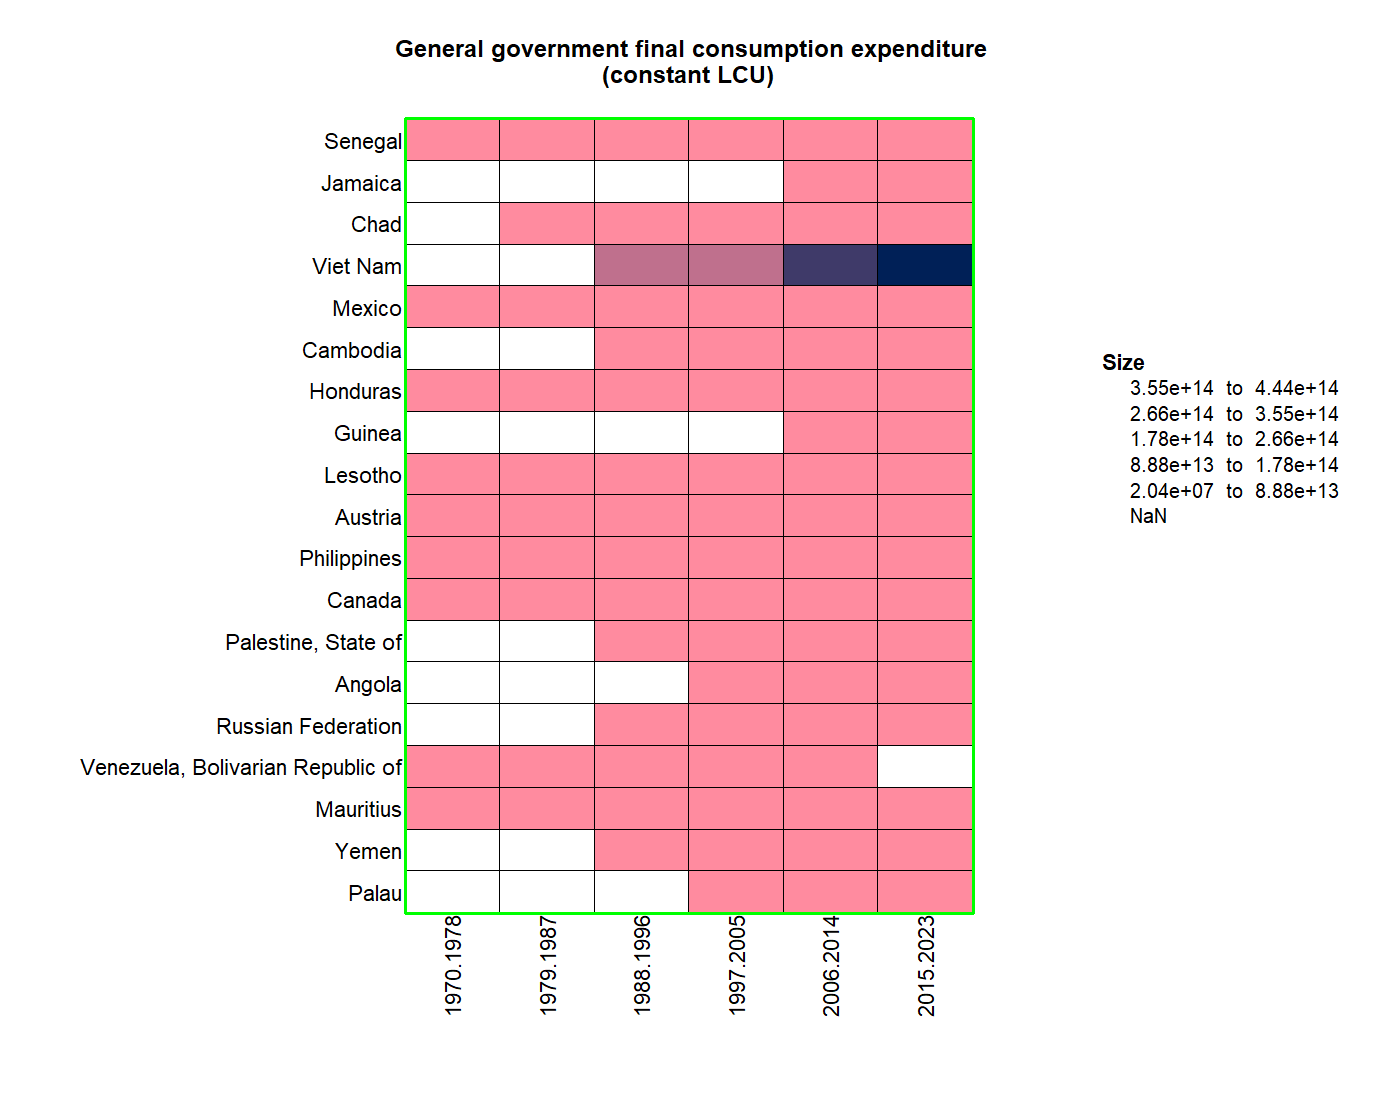 General government final consumption expenditure
(constant LCU)
Senegal
Jamaica
Chad
Viet Nam
Mexico
Cambodia
Honduras
Guinea
Lesotho
Austria
Philippines
Canada
Palestine, State of
Angola
Russian Federation
Venezuela, Bolivarian Republic of
Mauritius
Yemen
Palau
1970.1978
1979.1987
1988.1996
1997.2005
2006.2014
2015.2023
Size
3.55e+14 to 4.44e+14
2.66e+14 to 3.55e+14
1.78e+14 to 2.66e+14
8.88e+13 to 1.78e+14
2.04e+07 to 8.88e+13
NaN